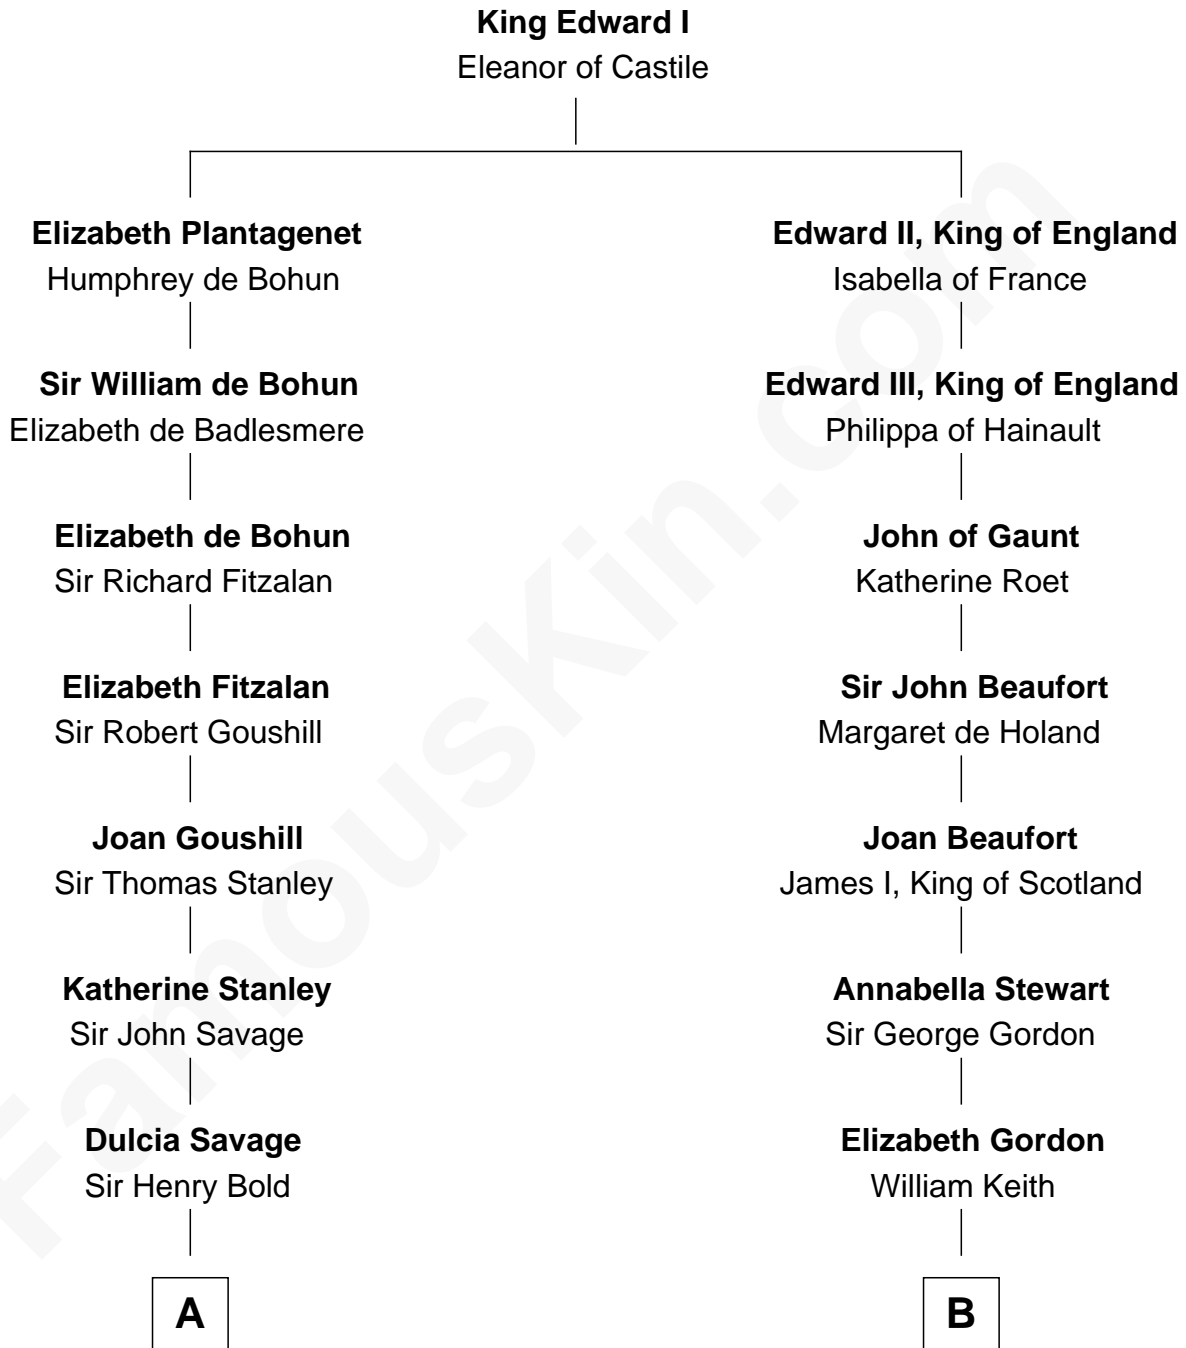 King Edward I
Eleanor of Castile
Elizabeth Plantagenet
Humphrey de Bohun
Edward II, King of England
Isabella of France
Sir William de Bohun
Elizabeth de Badlesmere
Edward III, King of England
Philippa of Hainault
Elizabeth de Bohun
Sir Richard Fitzalan
John of Gaunt
Katherine Roet
Elizabeth Fitzalan
Sir Robert Goushill
Sir John Beaufort
Margaret de Holand
Joan Goushill
Sir Thomas Stanley
Joan Beaufort
James I, King of Scotland
Katherine Stanley
Sir John Savage
Annabella Stewart
Sir George Gordon
Dulcia Savage
Sir Henry Bold
Elizabeth Gordon
William Keith
A
B
FamousKin.com